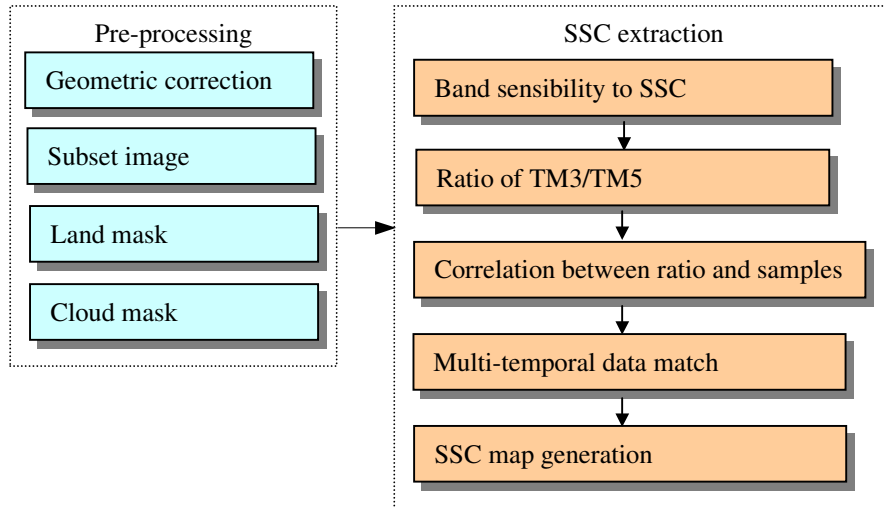 Pre-processing
Geometric correction
Subset image
Land mask
Cloud mask
SSC extraction
Band sensibility to SSC
Ratio of TM3/TM5
Correlation between ratio and samples
Multi-temporal data match
SSC map generation